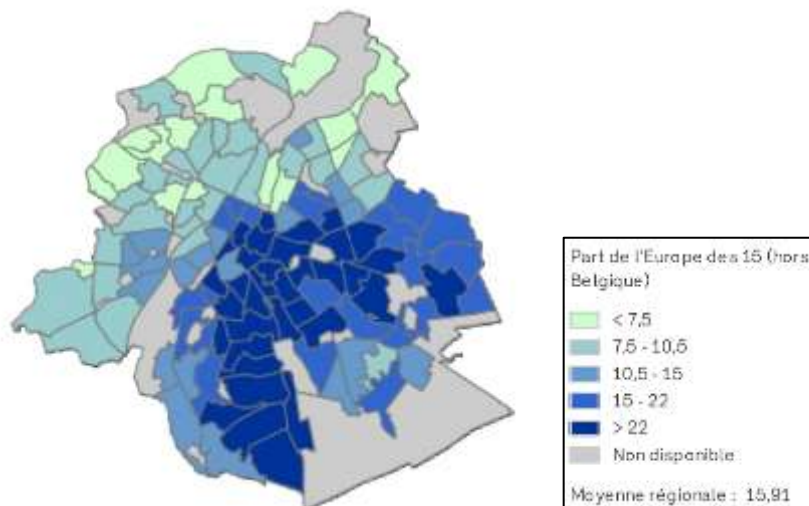 Part de l'Europe des 15 (hors
Belgique)
< 7,5
7,5 - 10,5
10,5 - 15
15 - 22
> 22
Non disponible
Moyenne régionale : 15,91